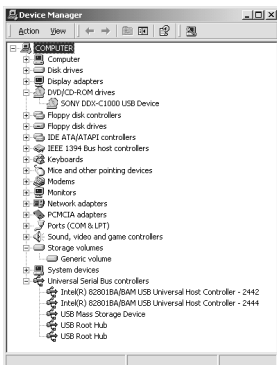 Device Manager
Action View
COMPUTER
Computer
Disk drives
Display adapters
DVD/CD-ROM drives
SONY DDX-C1000 USB Device
Floppy disk controllers
Floppy disk drives
IDE ATA/ATAPI controllers
IEEE 1394 Bus host controllers
Keyboards
Mice and other pointing devices
Modems
Monitors
Network adapters
PCMCIA adapters
Ports (COM & LPT)
Sound, video and game controllers
Storage volumes
Generic volume
System devices
Universal Serial Bus controllers
Intel(R) 82801BA/BAM USB Universal Host Controller - 2442
Intel(R) 82801BA/BAM USB Universal Host Controller - 2444
USB Mass Storage Device
USB Root Hub
USB Root Hub